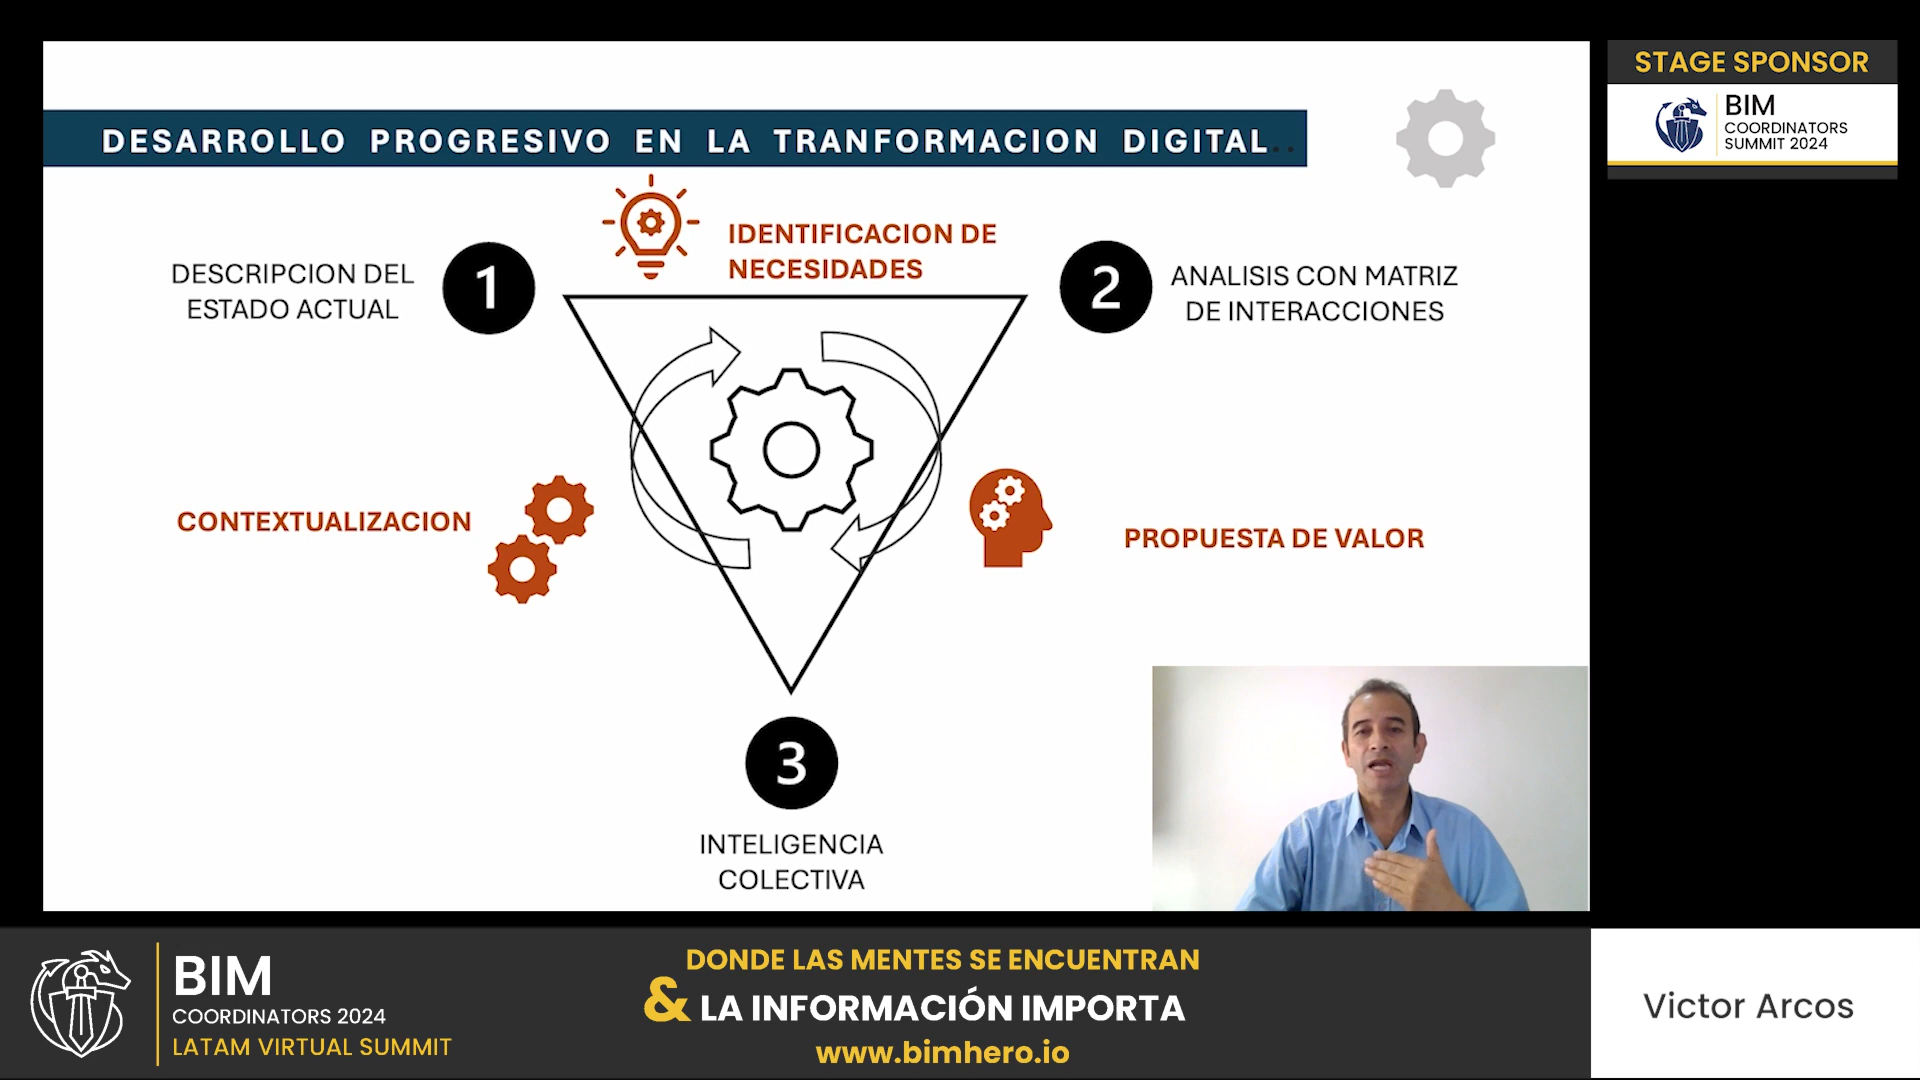 STAGE SPONSOR
BIM
COORDINATORS
SUMMIT 2024
DESARROLLO PROGRESIVO EN LA TRANFORMACION DIGITAL..
IDENTIFICACION DE
NECESIDADES
DESCRIPCION DEL
ESTADO ACTUAL
1
2
ANALISIS CON MATRIZ
DE INTERACCIONES
CONTEXTUALIZACION
PROPUESTA DE VALOR
3
INTELIGENCIA
COLECTIVA
BIM
COORDINATORS 2024
LATAM VIRTUAL SUMMIT
DONDE LAS MENTES SE ENCUENTRAN
& LA INFORMACIÓN IMPORTA
www.bimhero.io
Victor Arcos